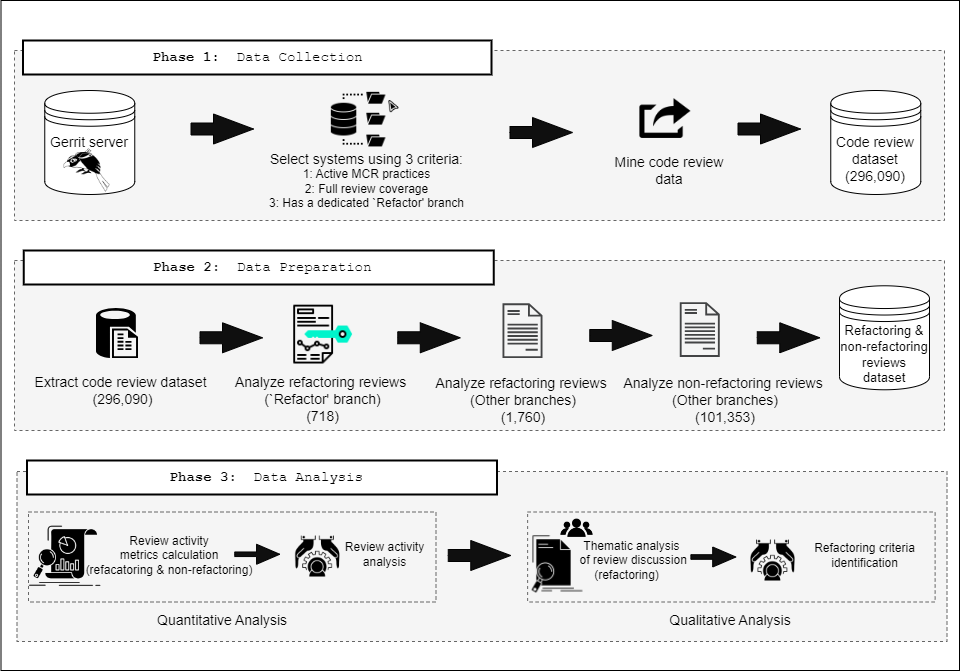 Phase 1: Data Collection
Gerrit server
Select systems using 3 criteria:
1: Active MCR practices
2: Full review coverage
3: Has a dedicated `Refactor' branch
Mine code review
data
Code review
dataset
(296,090)
Phase 2: Data Preparation
Extract code review dataset
(296,090)
Analyze refactoring reviews
(`Refactor' branch)
(718)
Analyze refactoring reviews
(Other branches)
(1,760)
Analyze non-refactoring reviews
(Other branches)
(101,353)
Refactoring &
non-refactoring
reviews
dataset
Phase 3: Data Analysis
Review activity
metrics calculation
(refacatoring & non-refactoring)
Review activity
analysis
Quantitative Analysis
Thematic analysis
of review discussion
(refactoring)
Refactoring criteria
identification
Qualitative Analysis